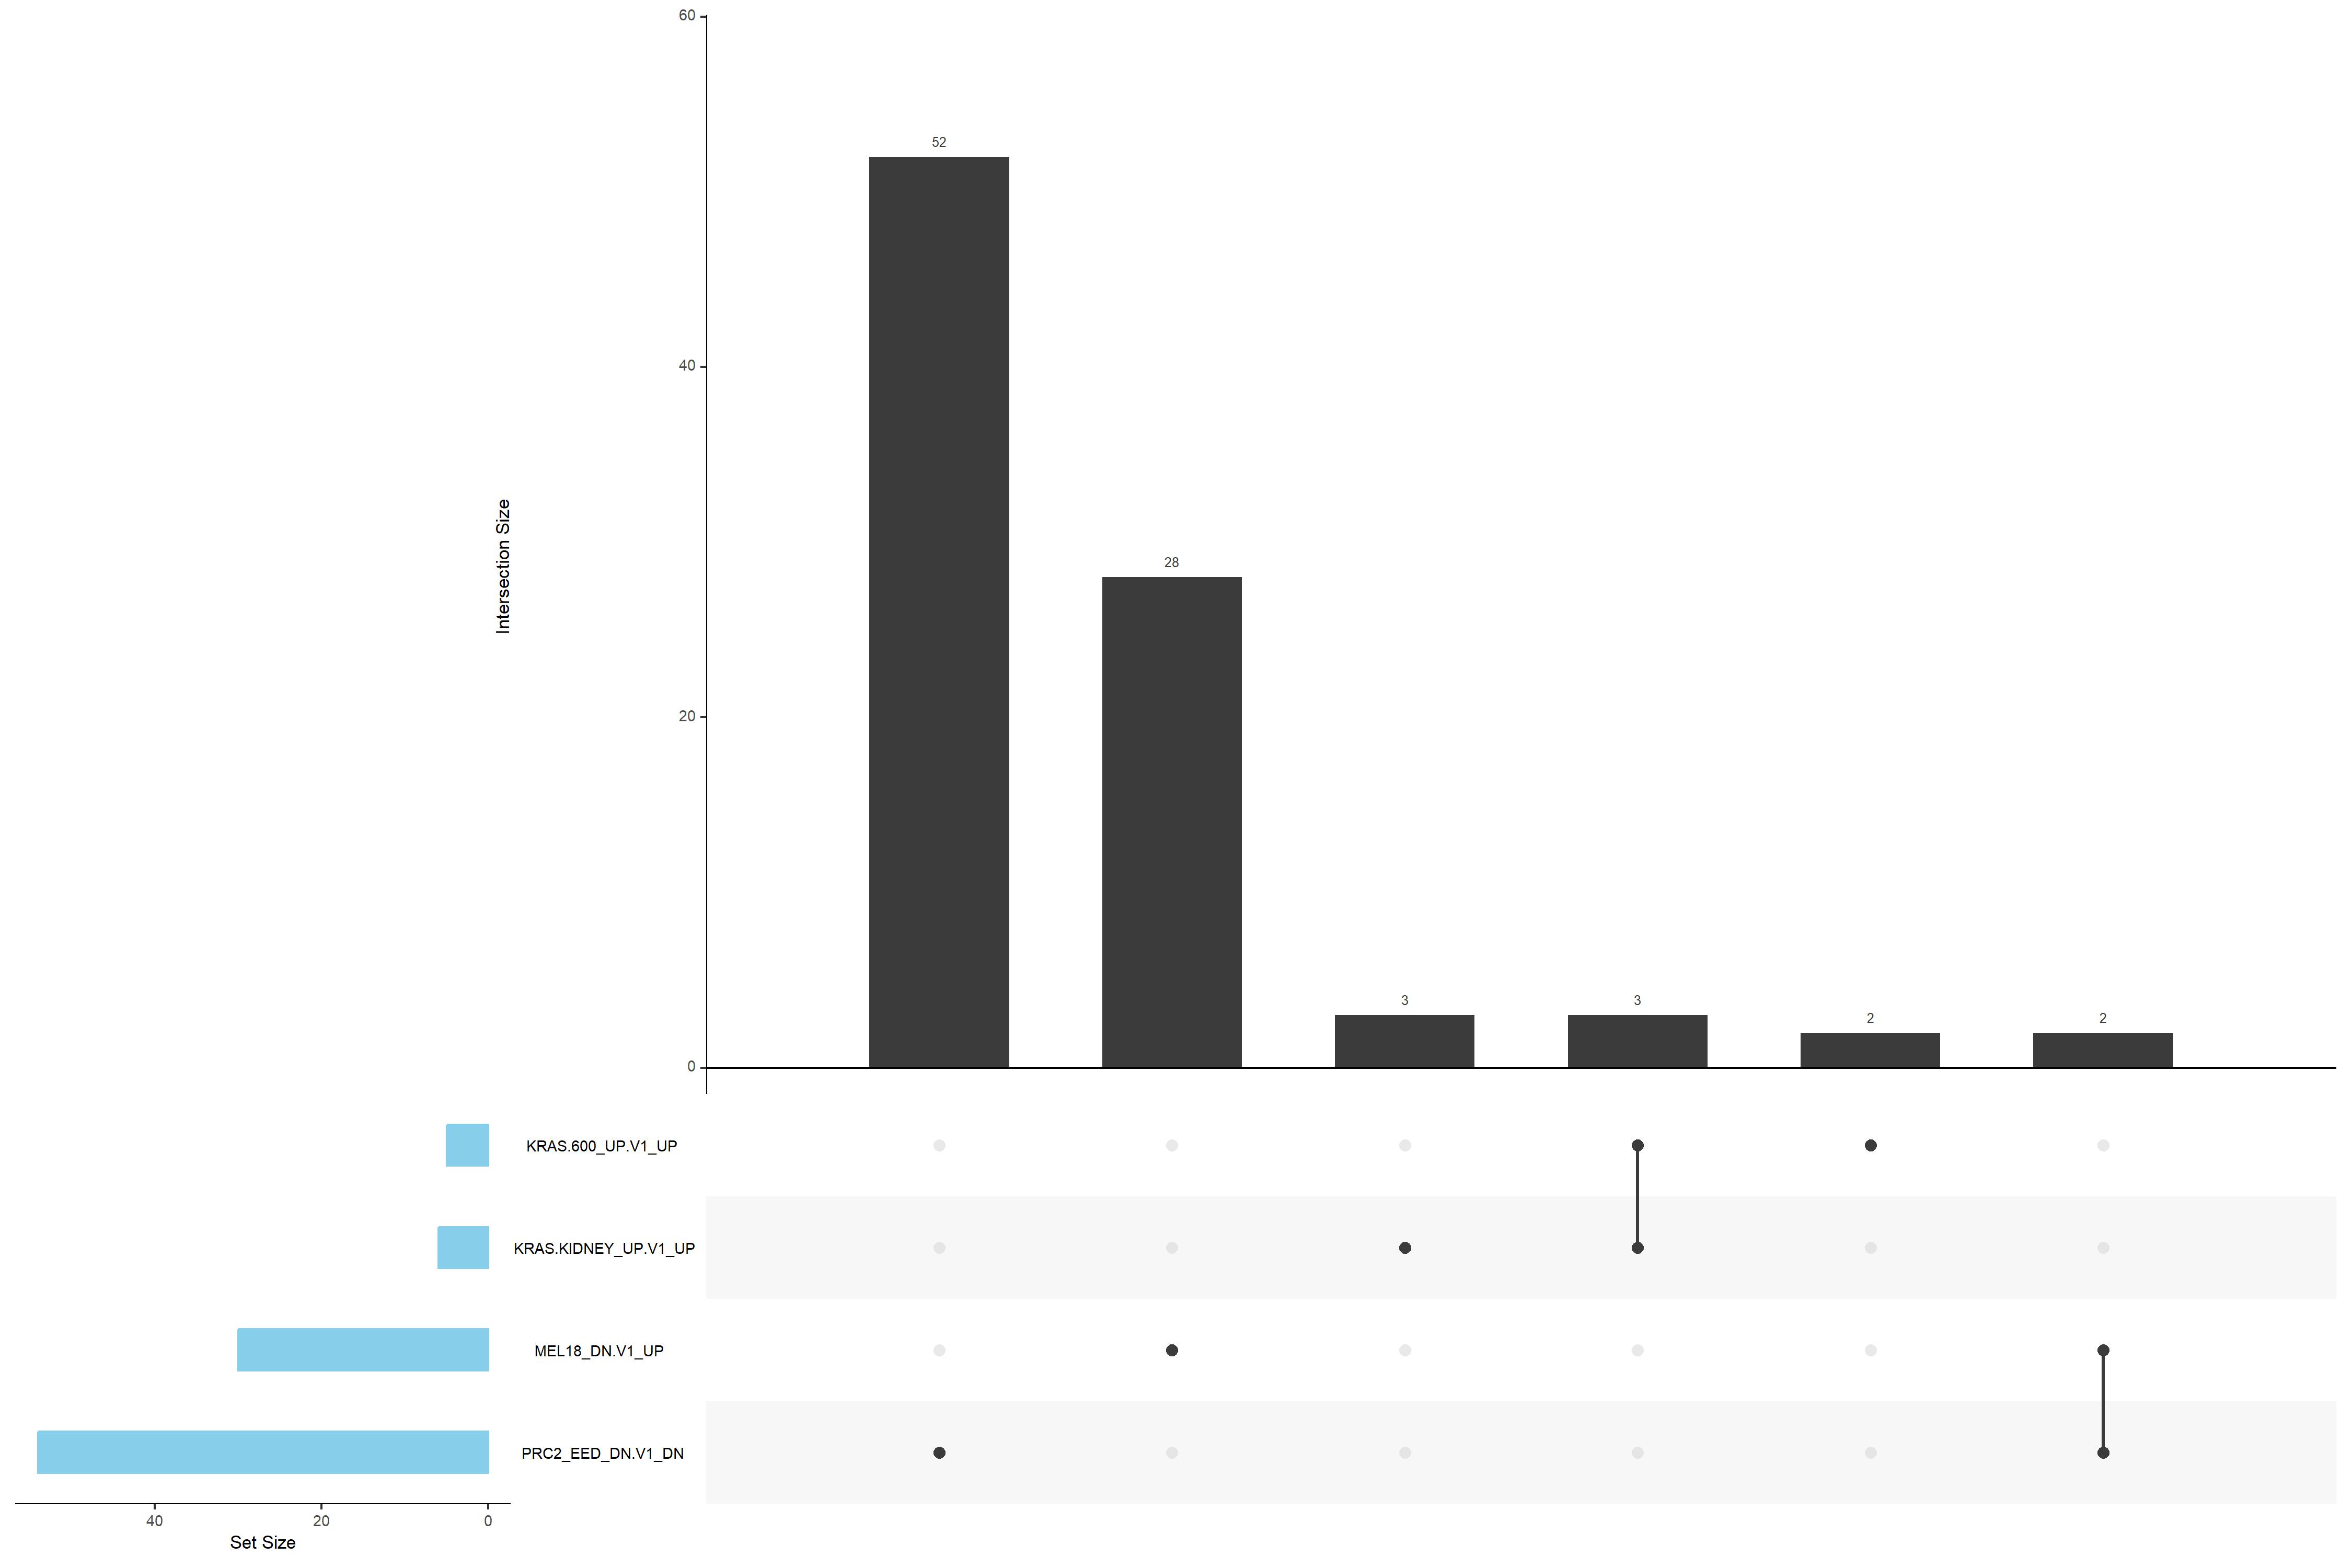 60
52
40
Intersection Size
28
20
3
3
2
2
0
KRAS.600_UP.V1_UP
KRAS.KIDNEY_UP.V1_UP
MEL18_DN.V1_UP
PRC2_EED_DN.V1_DN
40 20 0
Set Size